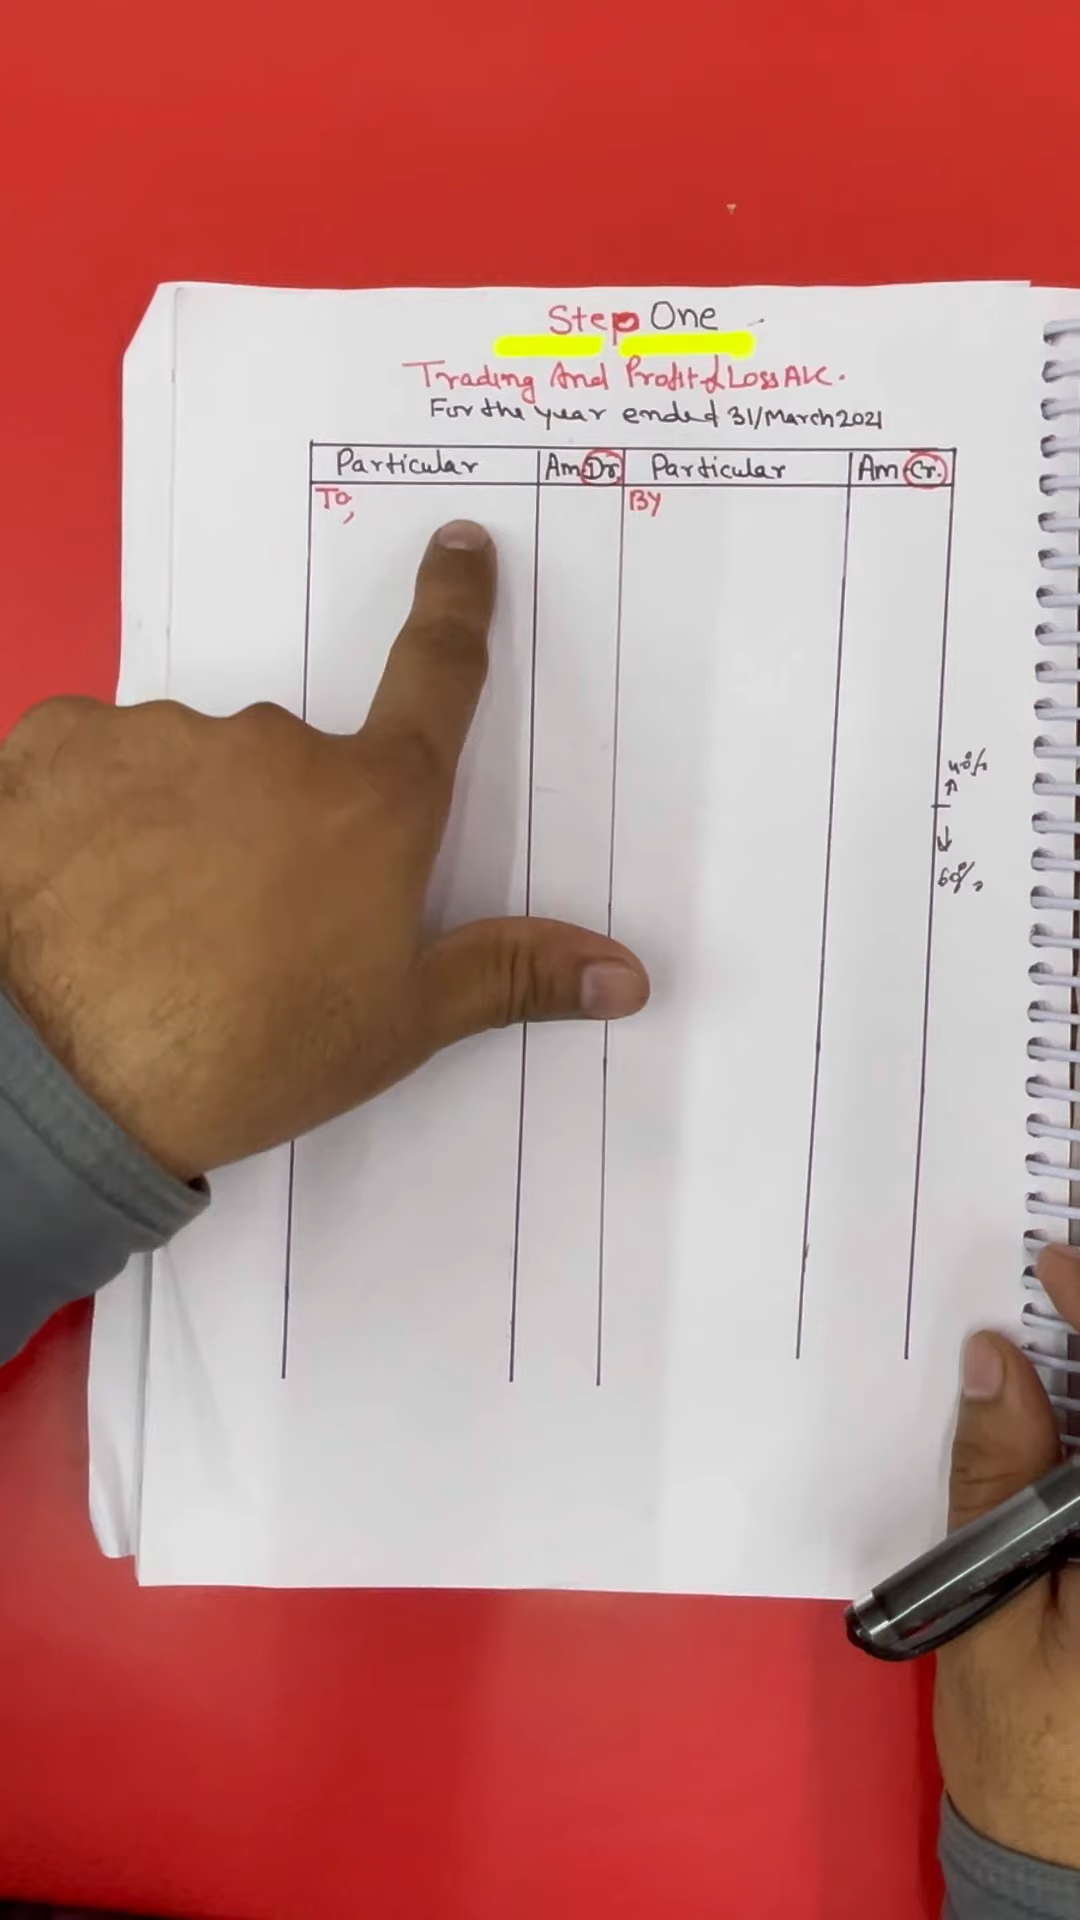 Step One
Trading And Profit & Loss A/c.
For the year ended 31/March 2021
Particular Am Dr. Particular Am Cr.
To, By
40%
60%